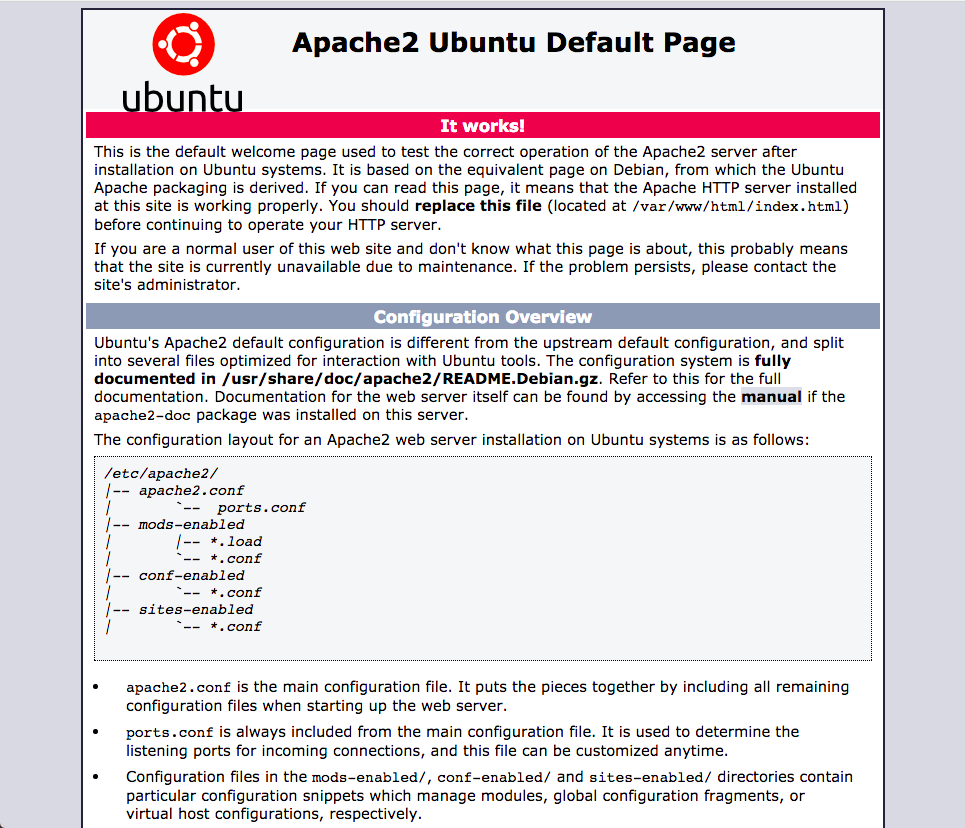 ubuntu
Apache2 Ubuntu Default Page
It works!
This is the default welcome page used to test the correct operation of the Apache2 server after
installation on Ubuntu systems. It is based on the equivalent page on Debian, from which the Ubuntu
Apache packaging is derived. If you can read this page, it means that the Apache HTTP server installed
at this site is working properly. You should replace this file (located at /var/www/html/index.html)
before continuing to operate your HTTP server.
If you are a normal user of this web site and don't know what this page is about, this probably means
that the site is currently unavailable due to maintenance. If the problem persists, please contact the
site's administrator.
Configuration Overview
Ubuntu's Apache2 default configuration is different from the upstream default configuration, and split
into several files optimized for interaction with Ubuntu tools. The configuration system is fully
documented in /usr/share/doc/apache2/README.Debian.gz. Refer to this for the full
documentation. Documentation for the web server itself can be found by accessing the manual if the
apache2-doc package was installed on this server.
The configuration layout for an Apache2 web server installation on Ubuntu systems is as follows:
/etc/apache2/
|-- apache2.conf
|       `--  ports.conf
|-- mods-enabled
|       |-- *.load
|       `-- *.conf
|-- conf-enabled
|       `-- *.conf
|-- sites-enabled
|       `-- *.conf
• apache2.conf is the main configuration file. It puts the pieces together by including all remaining
configuration files when starting up the web server.
• ports.conf is always included from the main configuration file. It is used to determine the
listening ports for incoming connections, and this file can be customized anytime.
• Configuration files in the mods-enabled/, conf-enabled/ and sites-enabled/ directories contain
particular configuration snippets which manage modules, global configuration fragments, or
virtual host configurations, respectively.